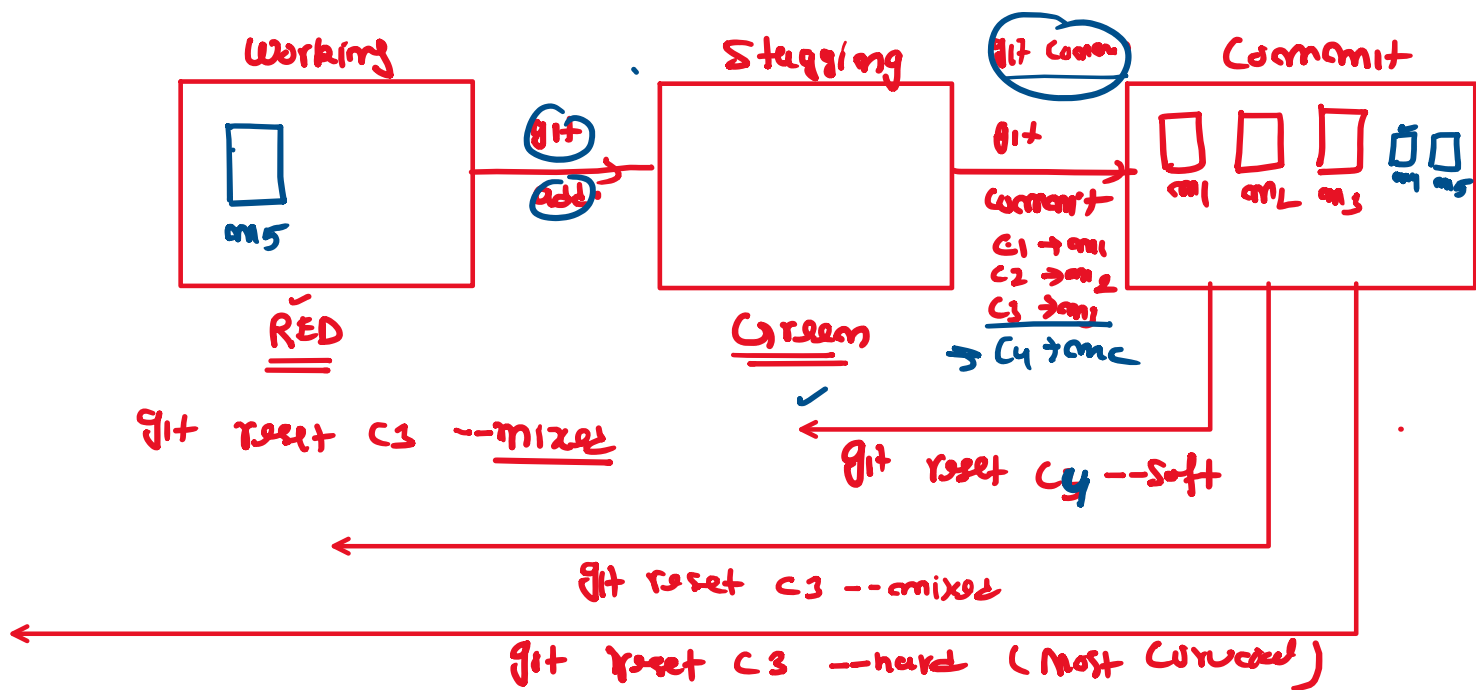 Working
Stagging
git comm
Commit
git
add
git
commit
m1
m2
m3
m4
m5
m5
C1 → m1
C2 → m2
C3 → m3
→ C4 → mc
RED
Green
git reset C3 --mixed
git reset C4 --soft
git reset C3 --mixed
git reset C3 --hard (most